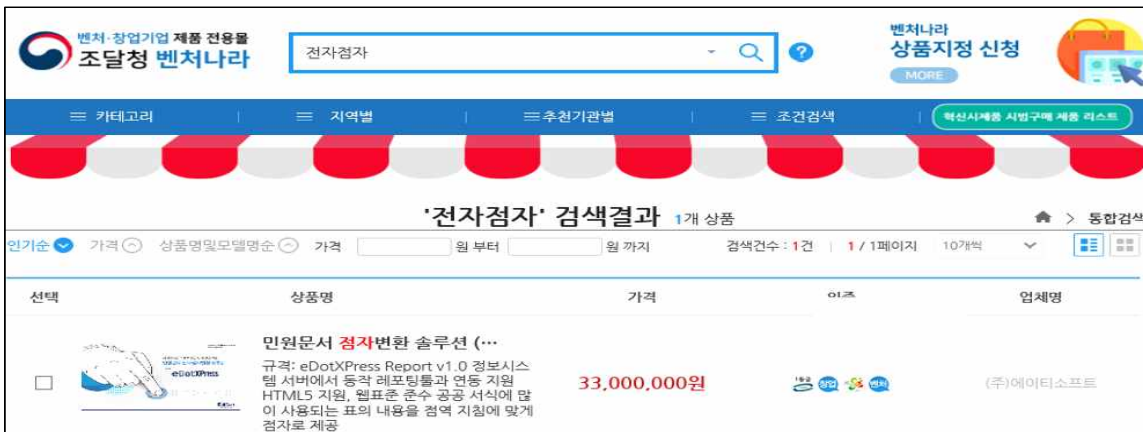 벤처·창업기업 제품 전용몰
조달청 벤처나라
전자점자
벤처나라
상품지정 신청
MORE
카테고리
지역별
추천기관별
조건검색
혁신시제품 시범구매 제품 리스트
'전자점자' 검색결과 1개 상품
> 통합검색
인기순 가격 상품명및모델명순 가격 원 부터 원 까지 검색건수 : 1건 1 / 1페이지 10개씩
선택 상품명 가격 업체명
민원문서 점자변환 솔루션 (···
규격: eDotXPress Report v1.0 정보시스
템 서버에서 동작 레포팅툴과 연동 지원
HTML5 지원, 웹표준 준수 공공 서식에 많
이 사용되는 표의 내용을 점역 지침에 맞게
점자로 제공
eDotXPress
33,000,000원
창업
벤처
(주)에이티소프트